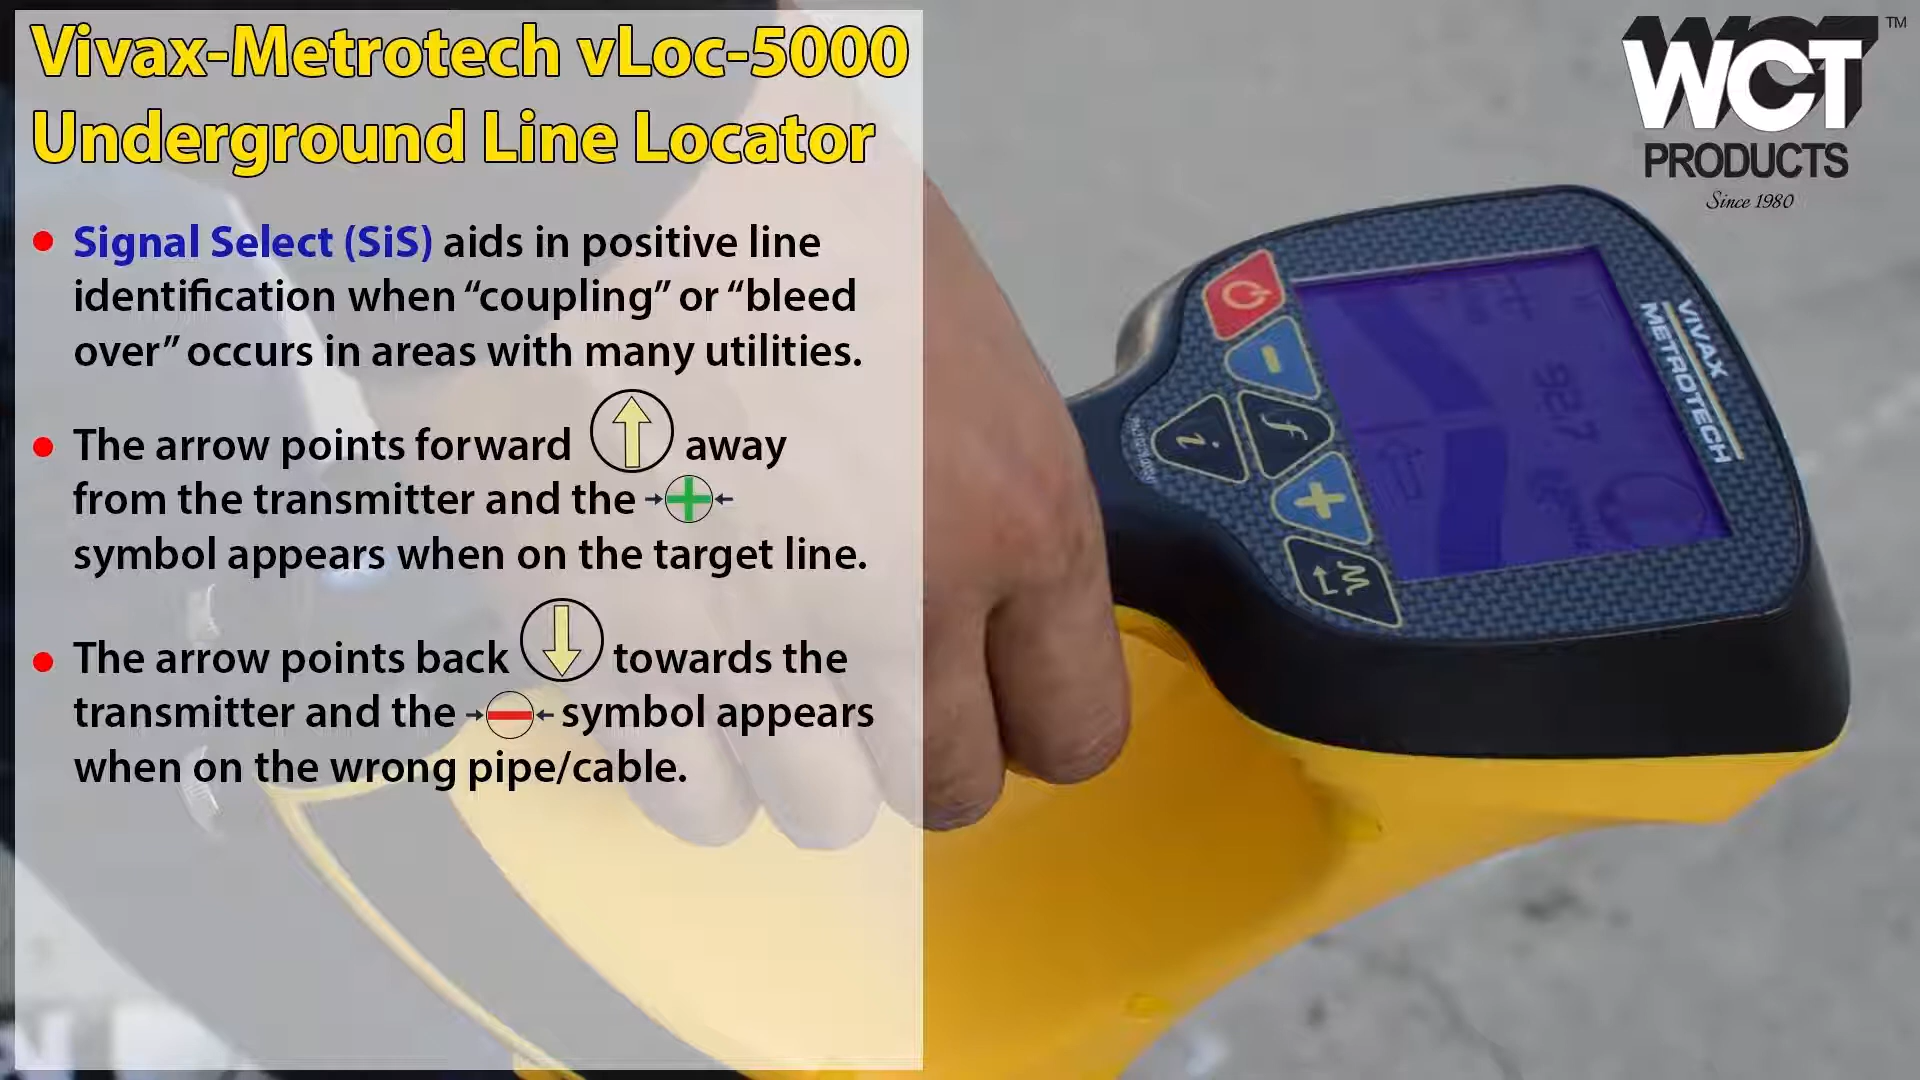 Vivax-Metrotech vLoc-5000
Underground Line Locator
• Signal Select (SiS) aids in positive line
identification when “coupling” or “bleed
over” occurs in areas with many utilities.
• The arrow points forward away
from the transmitter and the
symbol appears when on the target line.
• The arrow points back towards the
transmitter and the symbol appears
when on the wrong pipe/cable.
WCT™
PRODUCTS
Since 1980
VIVAX
METROTECH
i
f
927